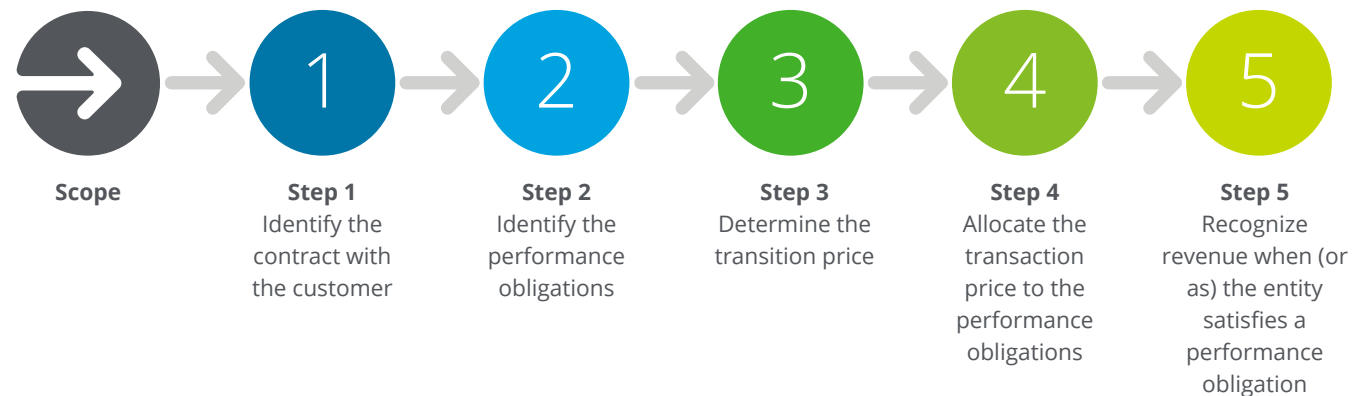 1
2
3
4
5
Scope
Step 1
Identify the
contract with
the customer
Step 2
Identify the
performance
obligations
Step 3
Determine the
transition price
Step 4
Allocate the
transaction
price to the
performance
obligations
Step 5
Recognize
revenue when (or
as) the entity
satisfies a
performance
obligation